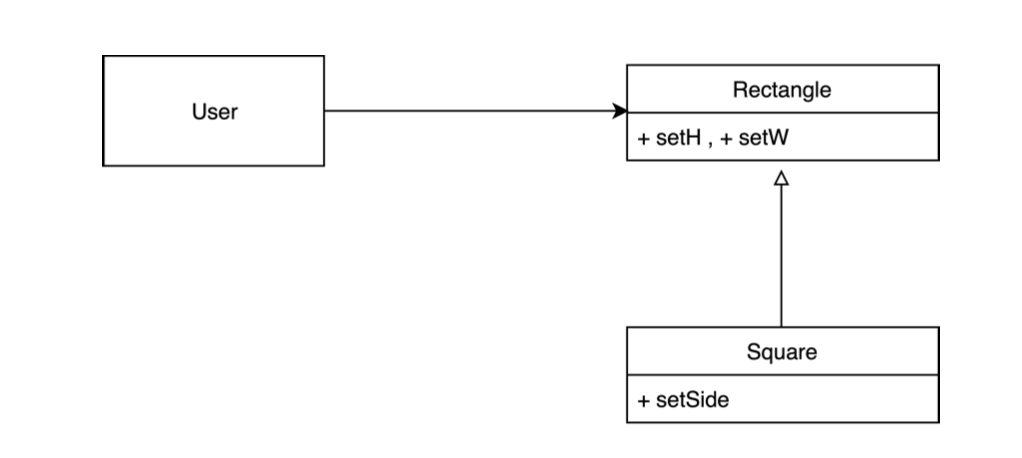 User
Rectangle
+ setH , + setW
Square
+ setSide